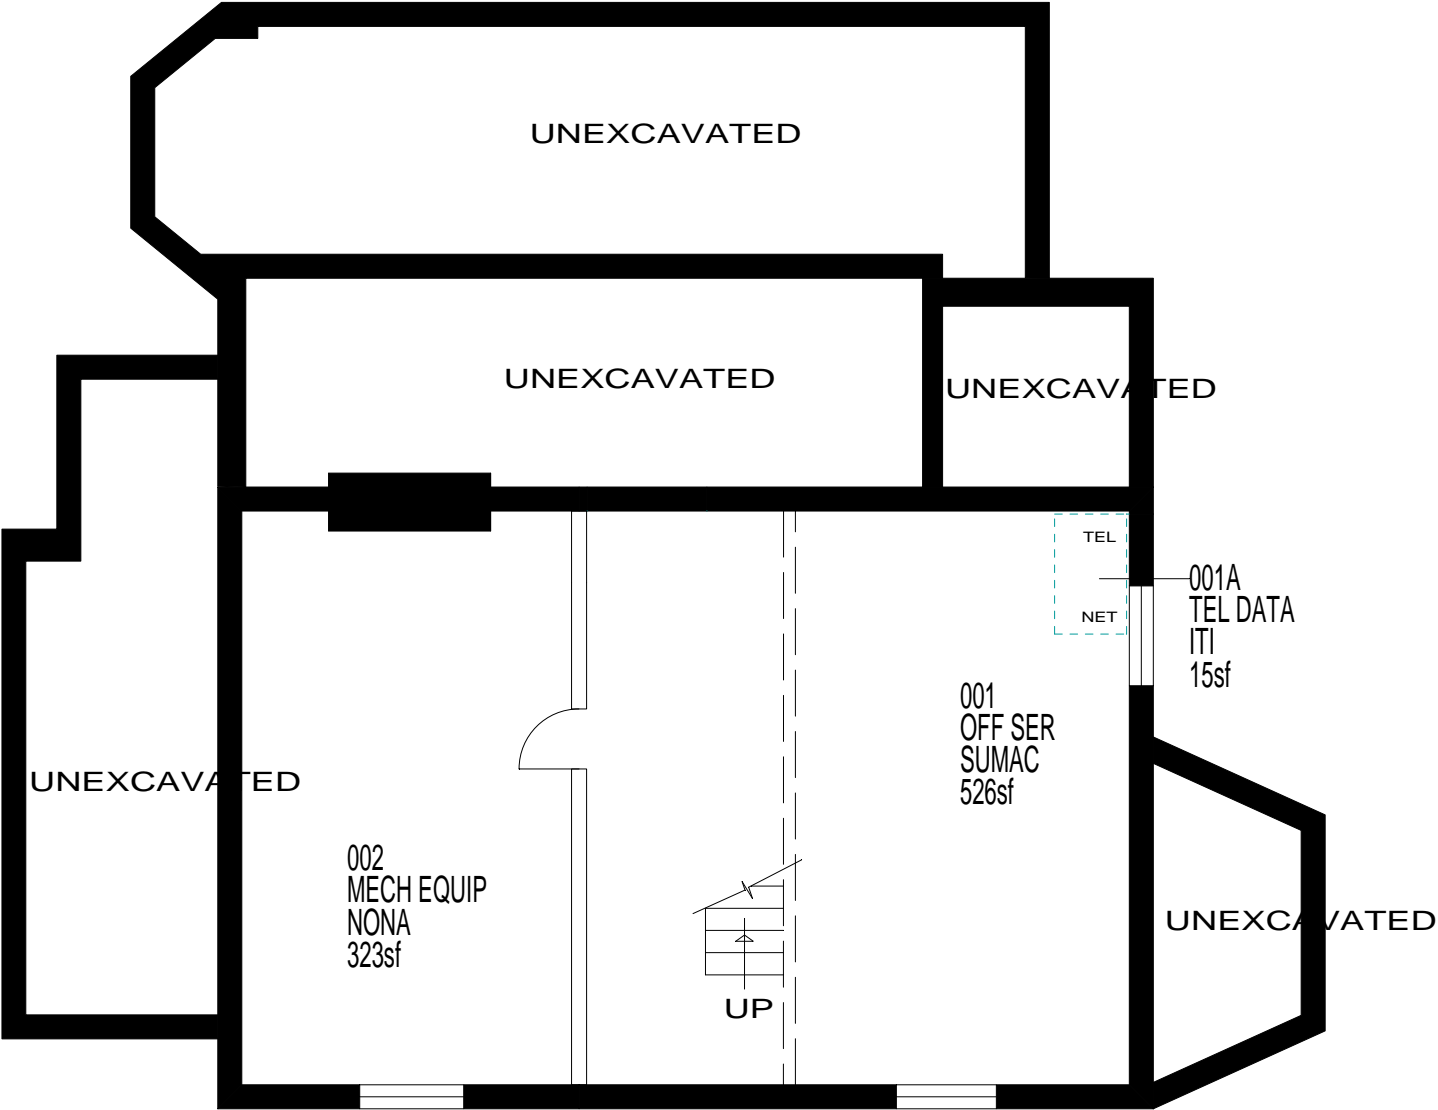 UNEXCAVATED
UNEXCAVATED
UNEXCAVATED
TEL
NET
001A
TEL DATA
ITI
15sf
001
OFF SER
SUMAC
526sf
UNEXCAVATED
002
MECH EQUIP
NONA
323sf
UNEXCAVATED
UP